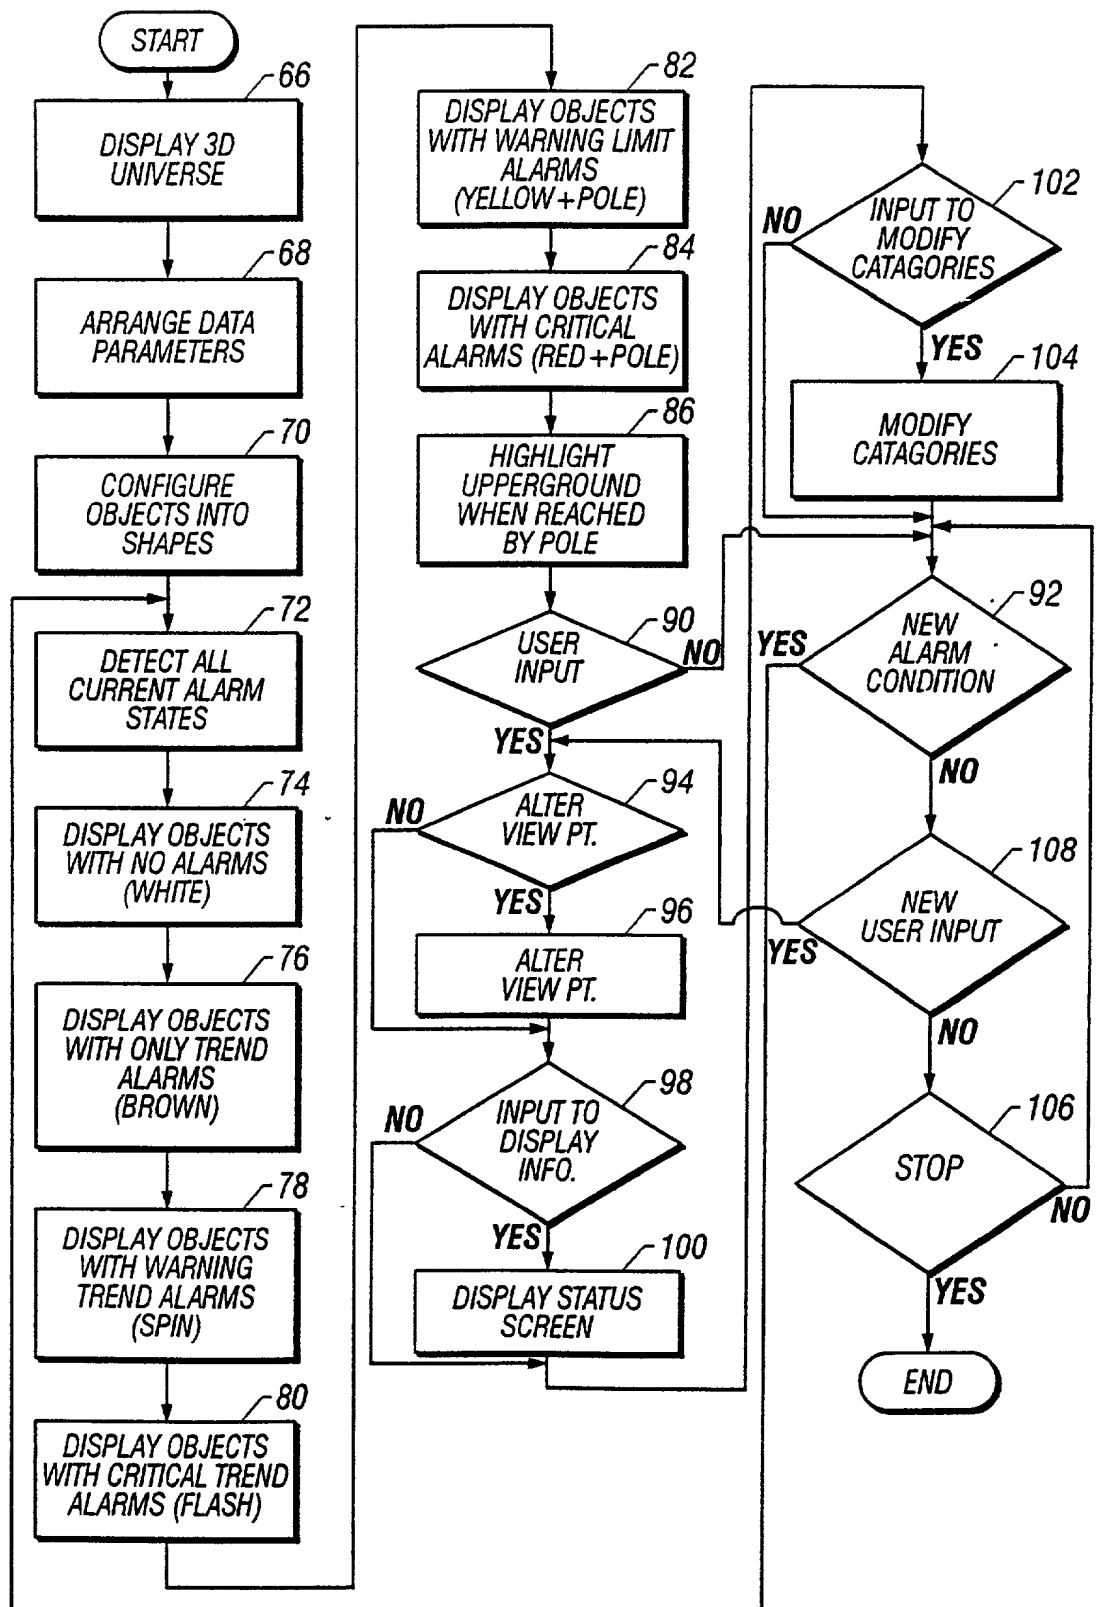 START
66
DISPLAY 3D
UNIVERSE
68
ARRANGE DATA
PARAMETERS
70
CONFIGURE
OBJECTS INTO
SHAPES
72
DETECT ALL
CURRENT ALARM
STATES
74
DISPLAY OBJECTS
WITH NO ALARMS
(WHITE)
76
DISPLAY OBJECTS
WITH ONLY TREND
ALARMS
(BROWN)
78
DISPLAY OBJECTS
WITH WARNING
TREND ALARMS
(SPIN)
80
DISPLAY OBJECTS
WITH CRITICAL TREND
ALARMS (FLASH)
82
DISPLAY OBJECTS
WITH WARNING LIMIT
ALARMS
(YELLOW+POLE)
84
DISPLAY OBJECTS
WITH CRITICAL
ALARMS (RED+POLE)
86
HIGHLIGHT
UPPERGROUND
WHEN REACHED
BY POLE
90
USER
INPUT
NO
YES
94
ALTER
VIEW PT.
NO
YES
96
ALTER
VIEW PT.
98
INPUT TO
DISPLAY
INFO.
NO
YES
100
DISPLAY STATUS
SCREEN
102
INPUT TO
MODIFY
CATAGORIES
NO
YES
104
MODIFY
CATAGORIES
92
NEW
ALARM
CONDITION
YES
NO
108
NEW
USER INPUT
YES
NO
106
STOP
NO
YES
END